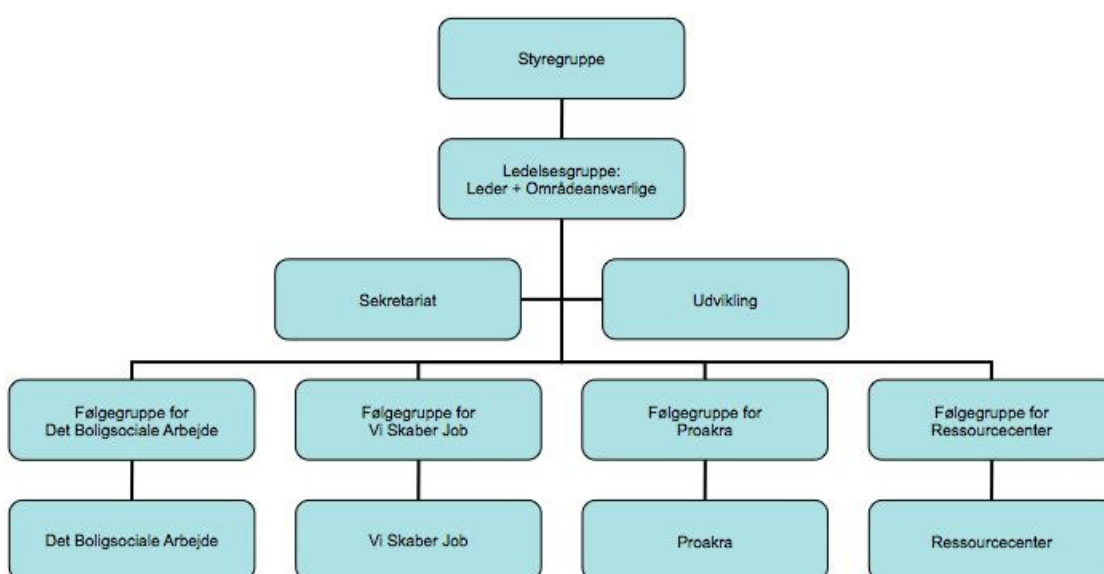 Styregruppe
Ledelsesgruppe:
Leder + Områdeansvarlige
Sekretariat
Udvikling
Følgegruppe for
Det Boligsociale Arbejde
Følgegruppe for
Vi Skaber Job
Følgegruppe for
Proakra
Følgegruppe for
Ressourcecenter
Det Boligsociale Arbejde
Vi Skaber Job
Proakra
Ressourcecenter